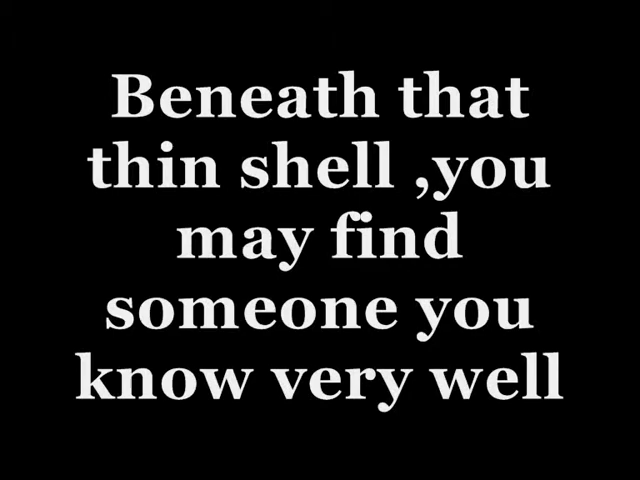 Beneath that
thin shell ,you
may find
someone you
know very well